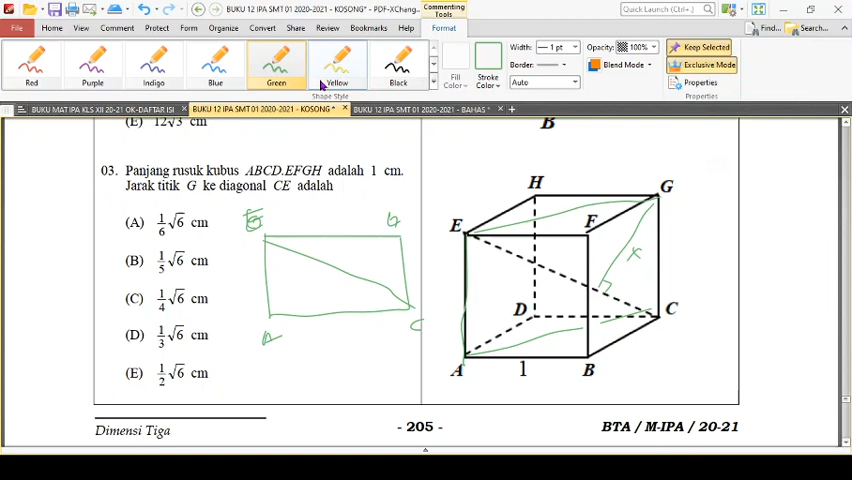 BUKU 12 IPA SMT 01 2020-2021 - KOSONG* - PDF-XChang
Commenting Tools
Quick Launch (Ctrl+.)
File Home View Comment Protect Form Organize Convert Share Review Bookmarks Help Format
Find... Search...
Red Purple Indigo Blue Green Yellow Black
Fill Color Stroke Color
Width: 1 pt Opacity: 100% Keep Selected
Border: Blend Mode Exclusive Mode
Auto Properties
Shape Style
BUKU MAT IPA KLS XII 20-21 OK-DAFTAR ISI BUKU 12 IPA SMT 01 2020-2021 - KOSONG * BUKU 12 IPA SMT 01 2020-2021 - BAHAS *
(E) 12√3 cm
B
03. Panjang rusuk kubus ABCD.EFGH adalah 1 cm.
Jarak titik G ke diagonal CE adalah
(A) 1/6 √6 cm
(B) 1/5 √6 cm
(C) 1/4 √6 cm
(D) 1/3 √6 cm
(E) 1/2 √6 cm
E G
A C
H G
E F
x
D C
A 1 B
Dimensi Tiga
- 205 -
BTA / M-IPA / 20-21